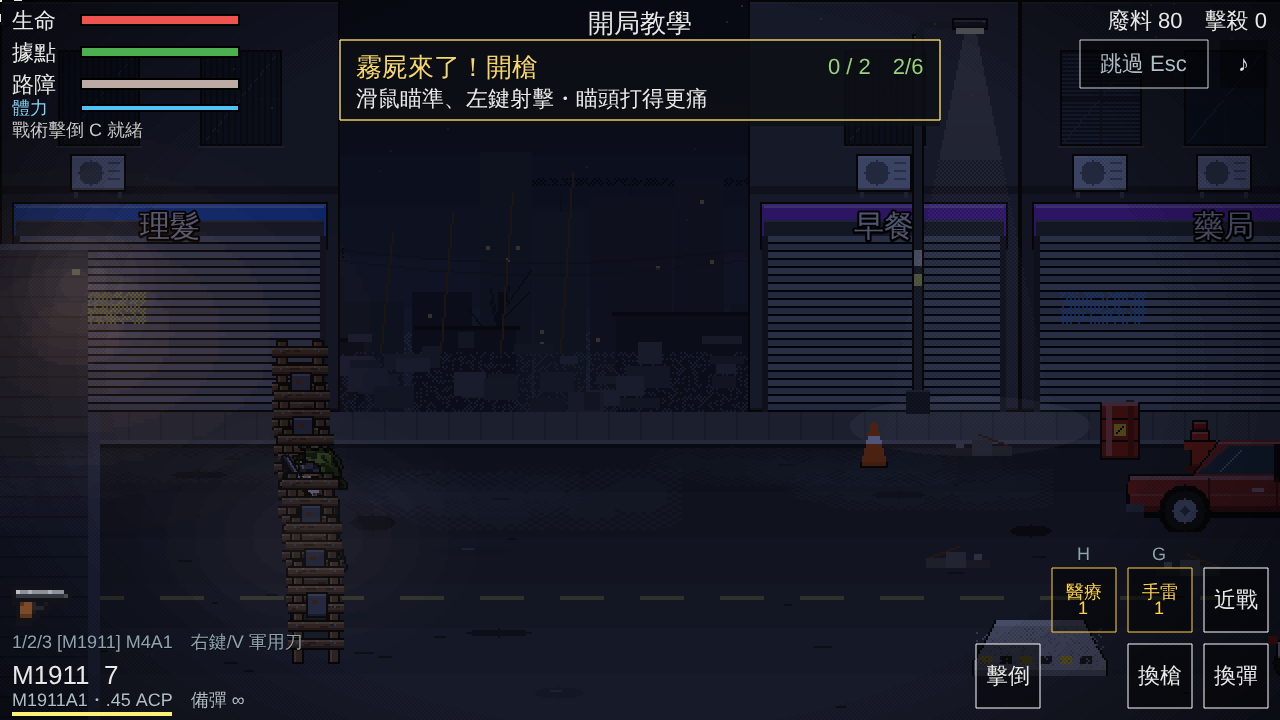 生命
據點
路障
體力
戰術擊倒 C 就緒
開局教學
霧屍來了！開槍
0 / 2 2/6
滑鼠瞄準、左鍵射擊・瞄頭打得更痛
廢料 80 擊殺 0
跳過 Esc ♪
理髮
早餐
藥局
H G
醫療 1
手雷 1
近戰
擊倒
換槍
換彈
1/2/3 [M1911] M4A1 右鍵/V 軍用刀
M1911 7
M1911A1・.45 ACP 備彈 ∞